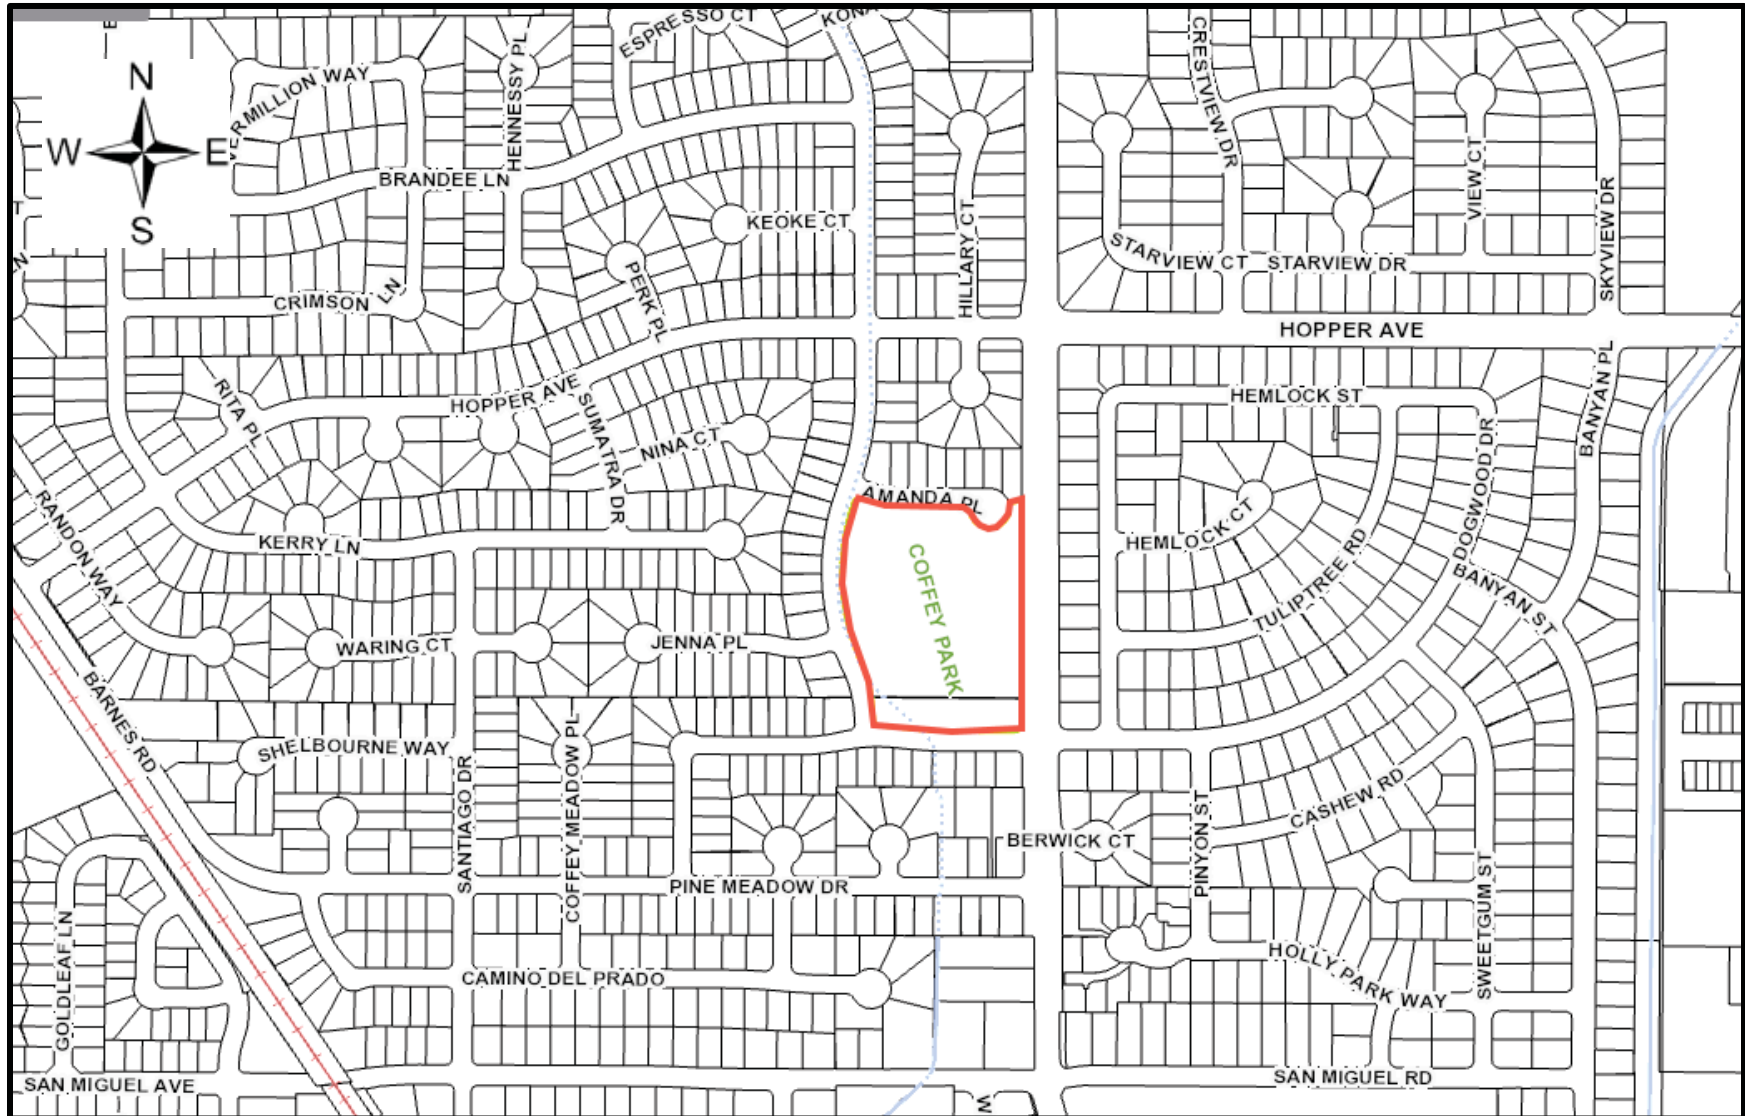 ESPRESSO CT
KONA
N
W
E
S
VERMILLION WAY
HENNESSY PL
CRESTVIEW DR
BRANDEE LN
KEOKE CT
HILLARY CT
VIEW CT
SKYVIEW DR
STARVIEW CT
STARVIEW DR
LN
PERK PL
CRIMSON LN
HOPPER AVE
HOPPER AVE
RITA PL
SUMATRA DR
NINA CT
HEMLOCK ST
BANYAN PL
DOGWOOD DR
AMANDA PL
RANDON WAY
KERRY LN
COFFEY PARK
HEMLOCK CT
TULIPTREE RD
BANYAN ST
WARING CT
JENNA PL
BARNES RD
SHELBOURNE WAY
SANTIAGO DR
COFFEY MEADOW PL
PINYON ST
CASHEW RD
BERWICK CT
PINE MEADOW DR
SWEETGUM ST
GOLDLEAF LN
CAMINO DEL PRADO
HOLLY PARK WAY
SAN MIGUEL AVE
SAN MIGUEL RD
W